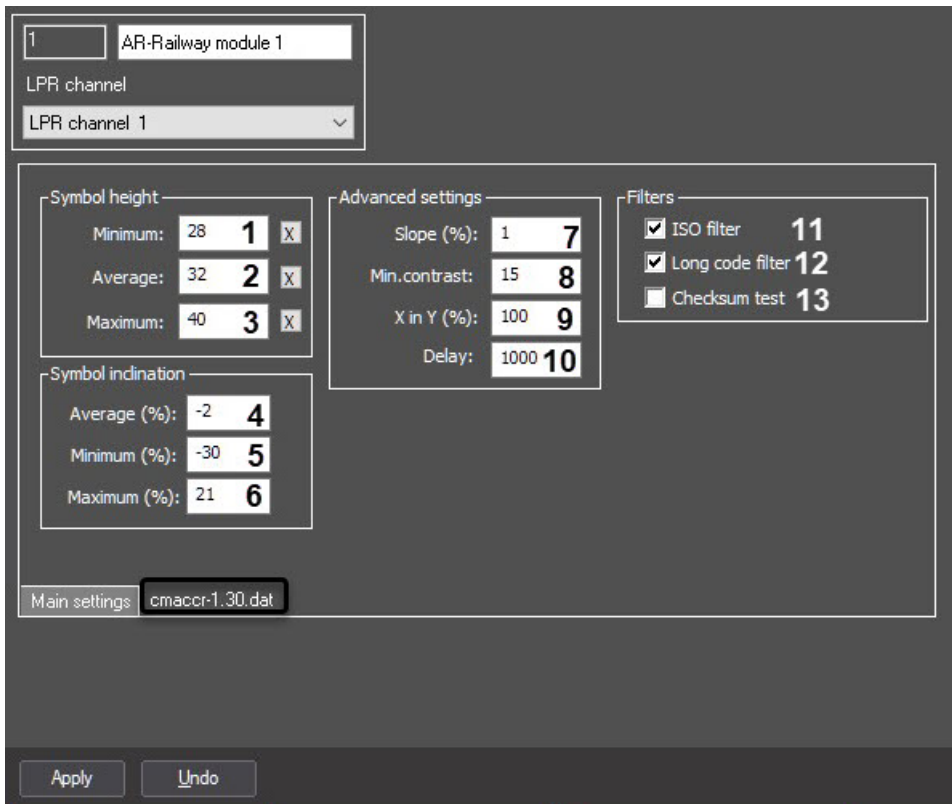 1 AR-Railway module 1
LPR channel
LPR channel 1
Symbol height
Minimum: 28 1 X
Average: 32 2 X
Maximum: 40 3 X
Symbol inclination
Average (%): -2 4
Minimum (%): -30 5
Maximum (%): 21 6
Advanced settings
Slope (%): 1 7
Min.contrast: 15 8
X in Y (%): 100 9
Delay: 1000 10
Filters
ISO filter 11
Long code filter 12
Checksum test 13
Main settings cmaccr-1.30.dat
Apply Undo